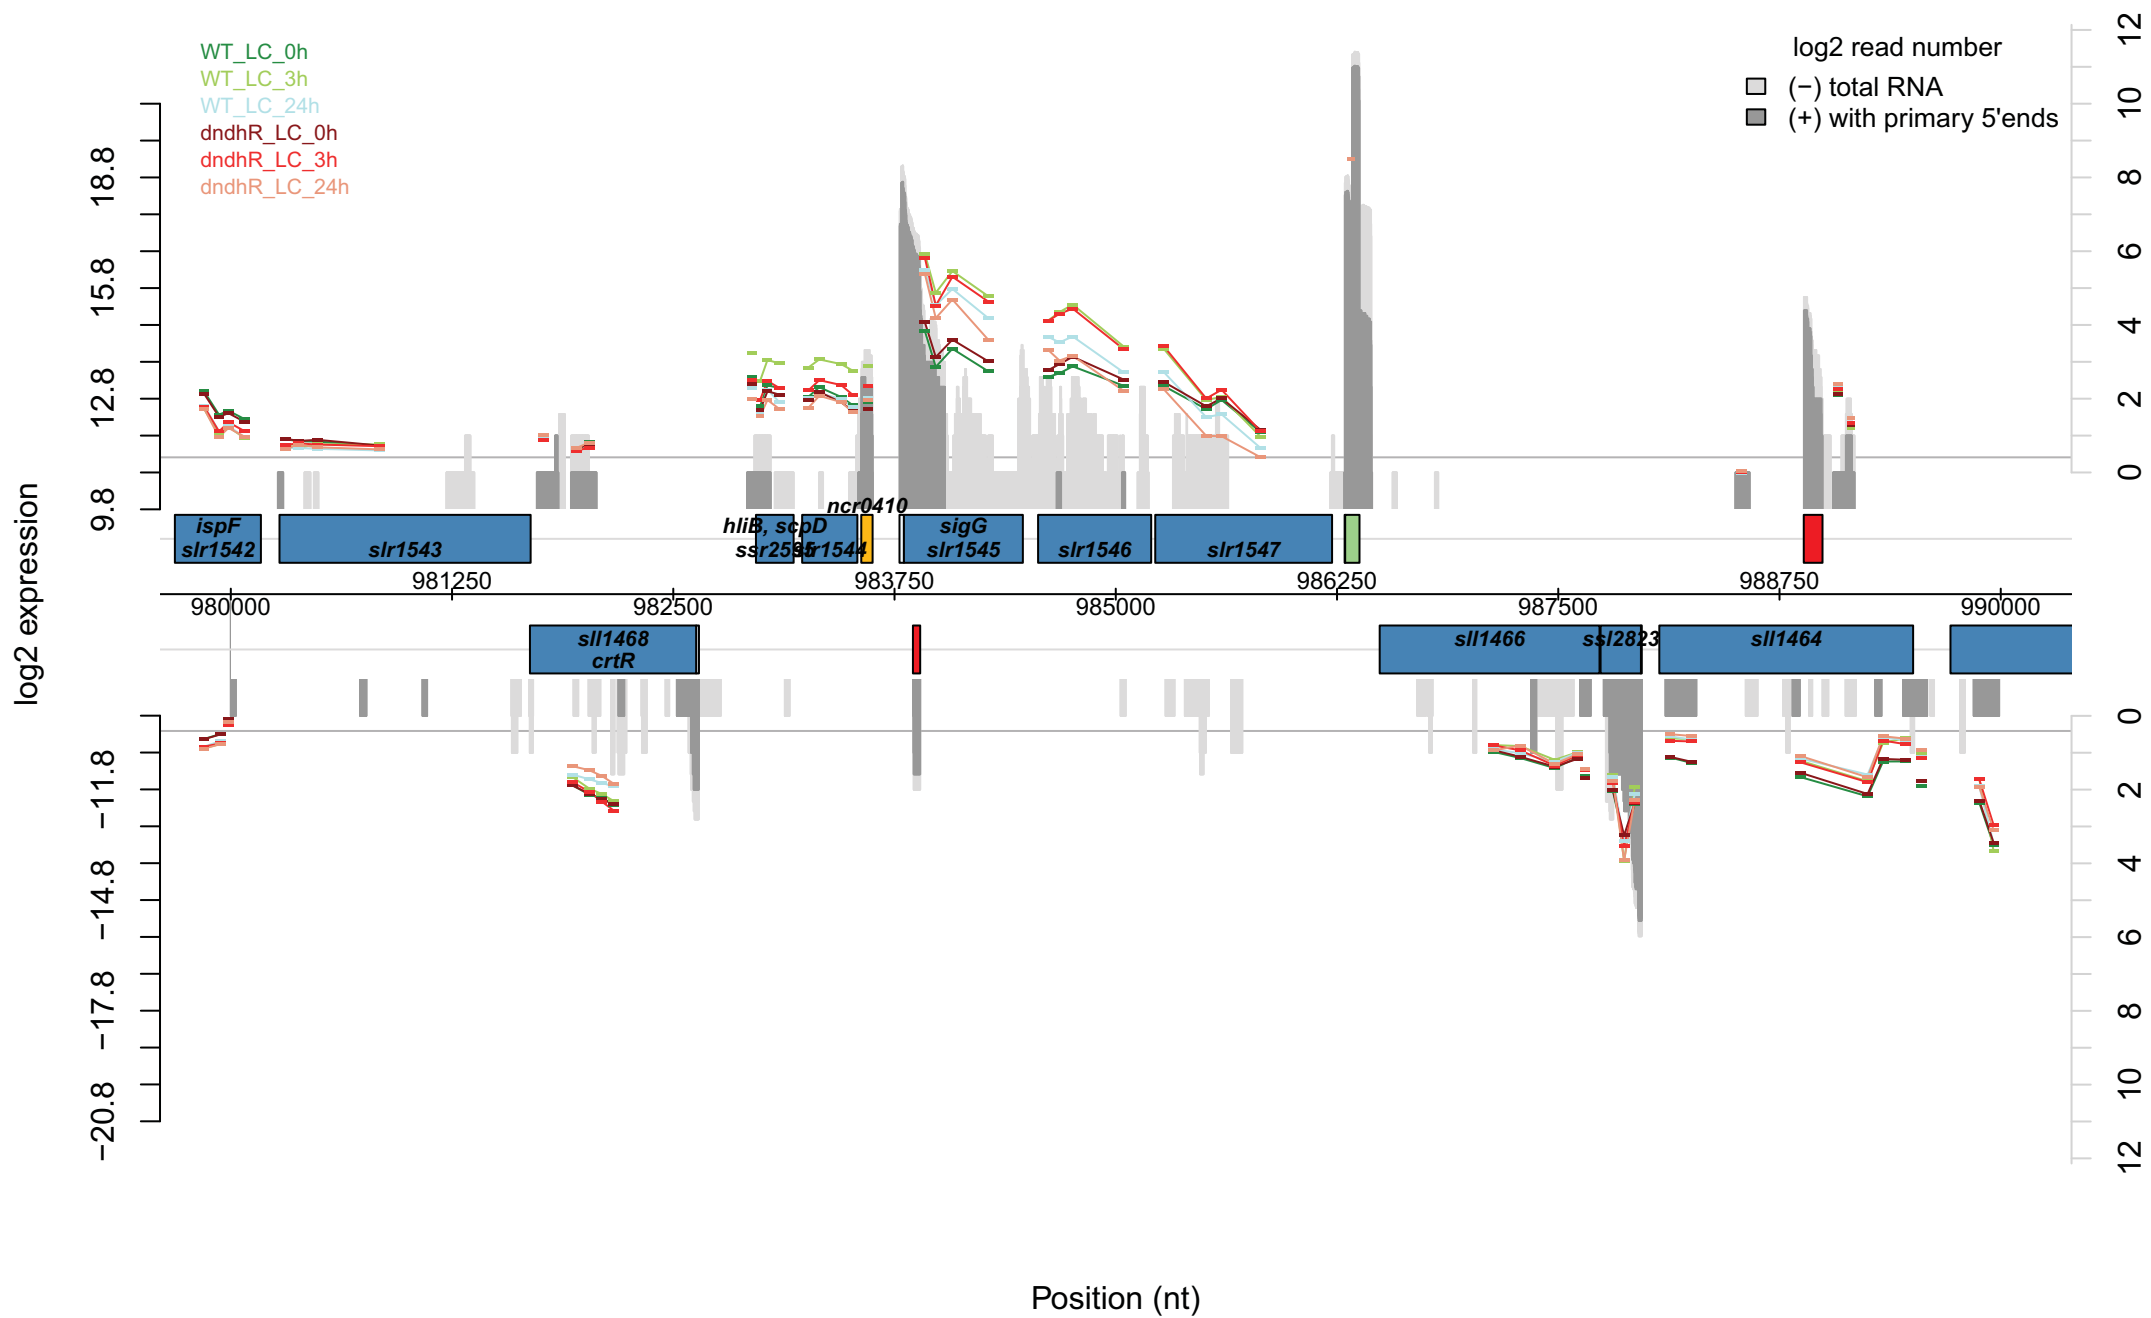 WT_LC_0h
WT_LC_3h
WT_LC_24h
dndhR_LC_0h
dndhR_LC_3h
dndhR_LC_24h
log2 read number
(−) total RNA
(+) with primary 5'ends
log2 expression
18.8
15.8
12.8
9.8
12
10
8
6
4
2
0
ncr0410
ispF
hliB, scpD
sigG
slr1542
slr1543
ssr2595
slr1544
slr1545
slr1546
slr1547
981250
983750
986250
988750
980000
982500
985000
987500
990000
sll1468
sll1466
ssl2823
sll1464
crtR
−11.8
−14.8
−17.8
−20.8
0
2
4
6
8
10
12
Position (nt)